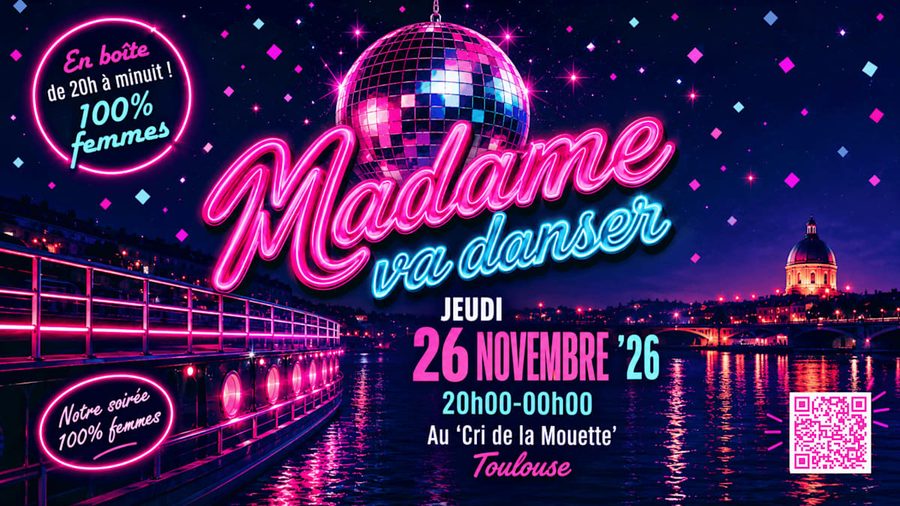 En boîte
de 20h à minuit !
100%
femmes
Madame
va danser
JEUDI
26 NOVEMBRE '26
20h00-00h00
Au 'Cri de la Mouette'
Toulouse
Notre soirée
100% femmes